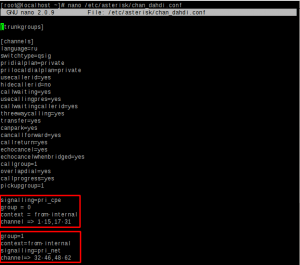 [root@localhost ~]# nano /etc/asterisk/chan_dahdi.conf
GNU nano 2.0.9 File: /etc/asterisk/chan_dahdi.conf
[trunkgroups]
[channels]
language=ru
switchtype=qsig
pridialplan=private
prilocaldialplan=private
usecallerid=yes
hidecallerid=no
callwaiting=yes
usecallingpres=yes
callwaitingcallerid=yes
threewaycalling=yes
transfer=yes
canpark=yes
cancallforward=yes
callreturn=yes
echocancel=yes
echocancelwhenbridged=yes
callgroup=1
overlapdial=yes
callprogress=yes
pickupgroup=1
signalling=pri_cpe
group = 0
context = from-internal
channel => 1-15,17-31
group=1
context=from-internal
signalling=pri_net
channel=> 32-46,48-62